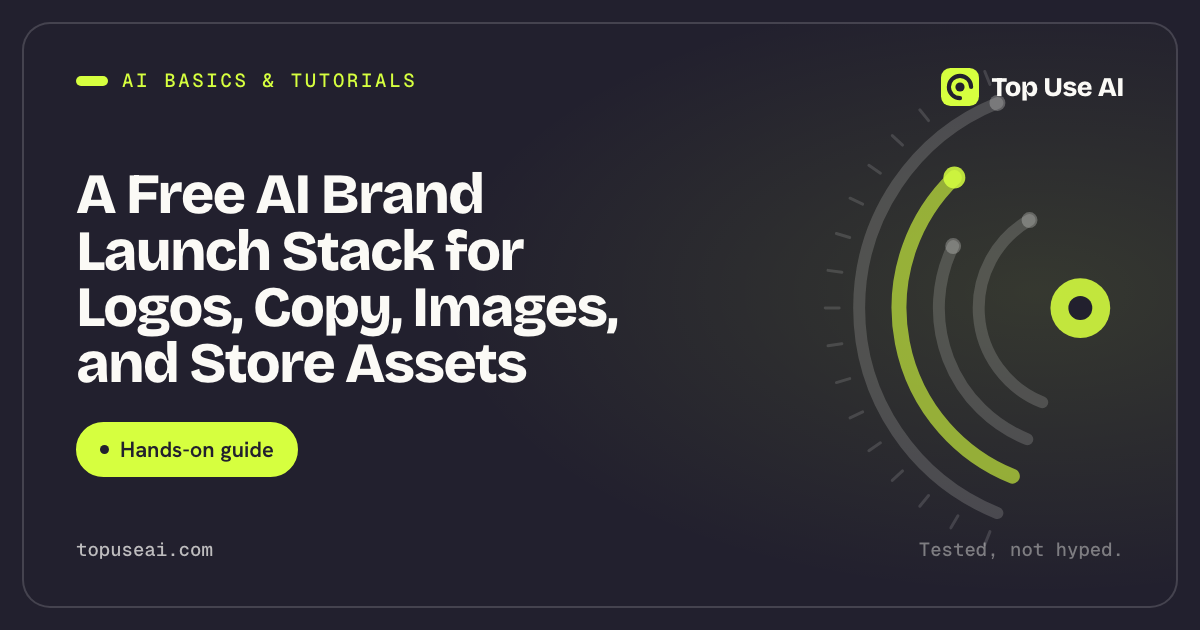 AI BASICS & TUTORIALS
Top Use AI
A Free AI Brand
Launch Stack for
Logos, Copy, Images,
and Store Assets
Hands-on guide
topuseai.com
Tested, not hyped.